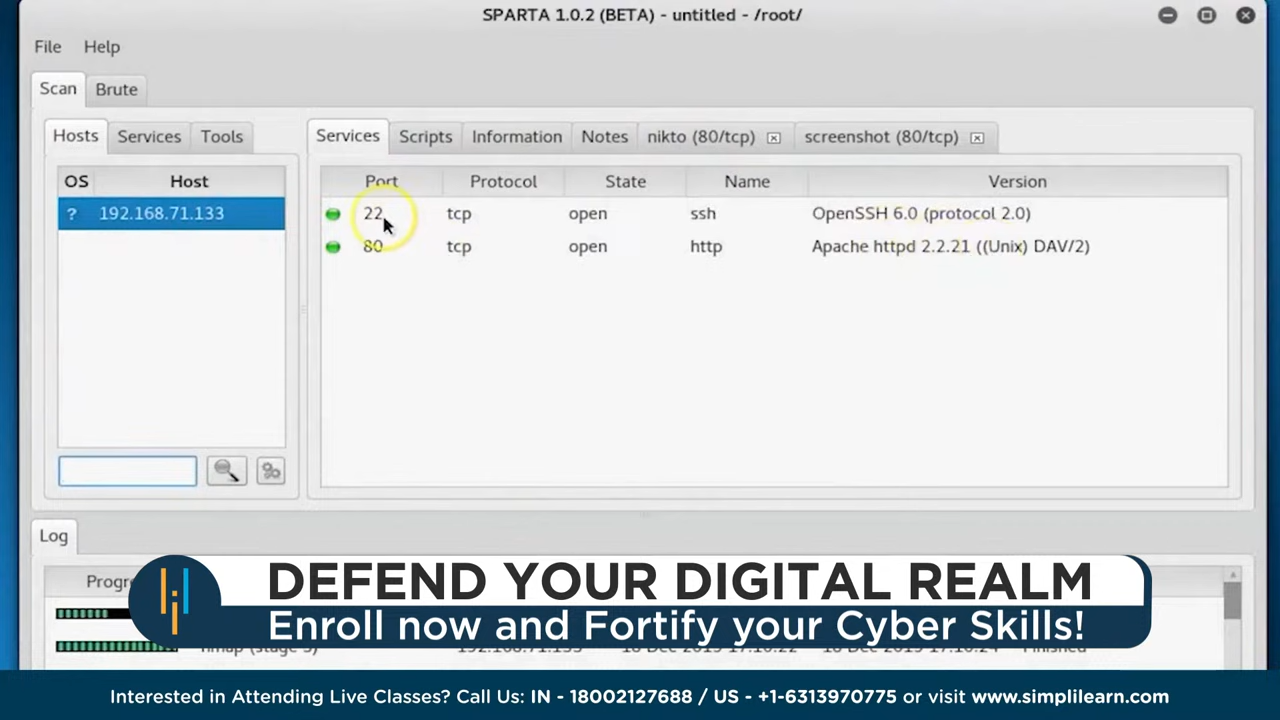 SPARTA 1.0.2 (BETA) - untitled - /root/
File Help
Scan Brute
Hosts Services Tools
Services Scripts Information Notes nikto (80/tcp) screenshot (80/tcp)
OS Host
Port Protocol State Name Version
? 192.168.71.133
22 tcp open ssh OpenSSH 6.0 (protocol 2.0)
80 tcp open http Apache httpd 2.2.21 ((Unix) DAV/2)
Log
DEFEND YOUR DIGITAL REALM
Enroll now and Fortify your Cyber Skills!
Interested in Attending Live Classes? Call Us: IN - 18002127688 / US - +1-6313970775 or visit www.simplilearn.com